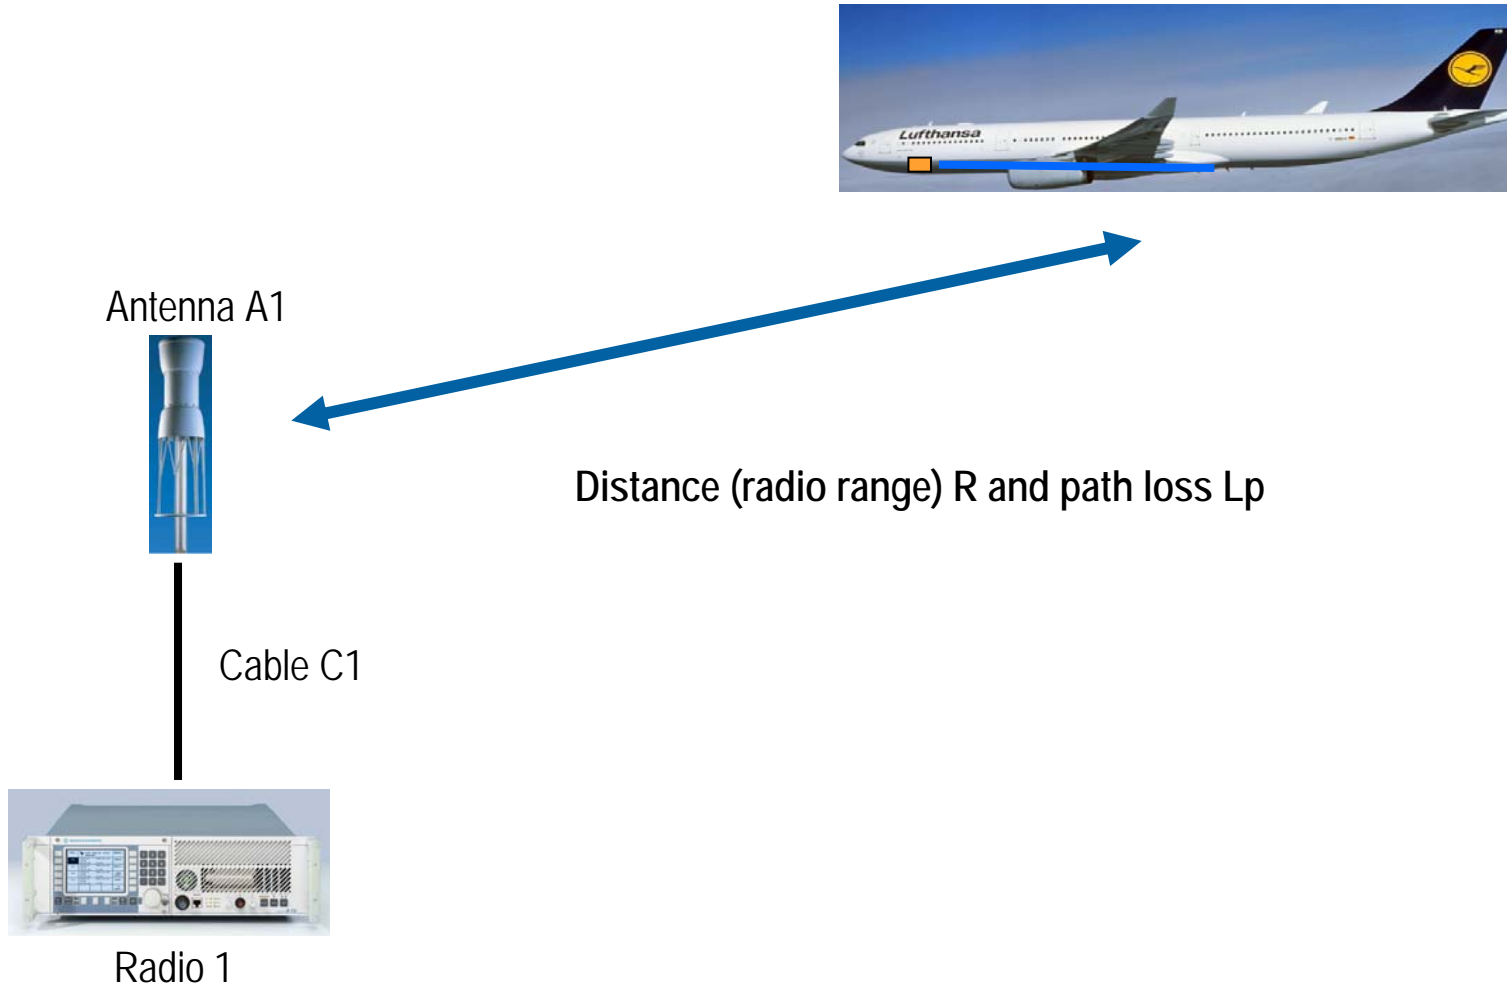 Lufthansa
Antenna A1
Distance (radio range) R and path loss Lp
Cable C1
Radio 1